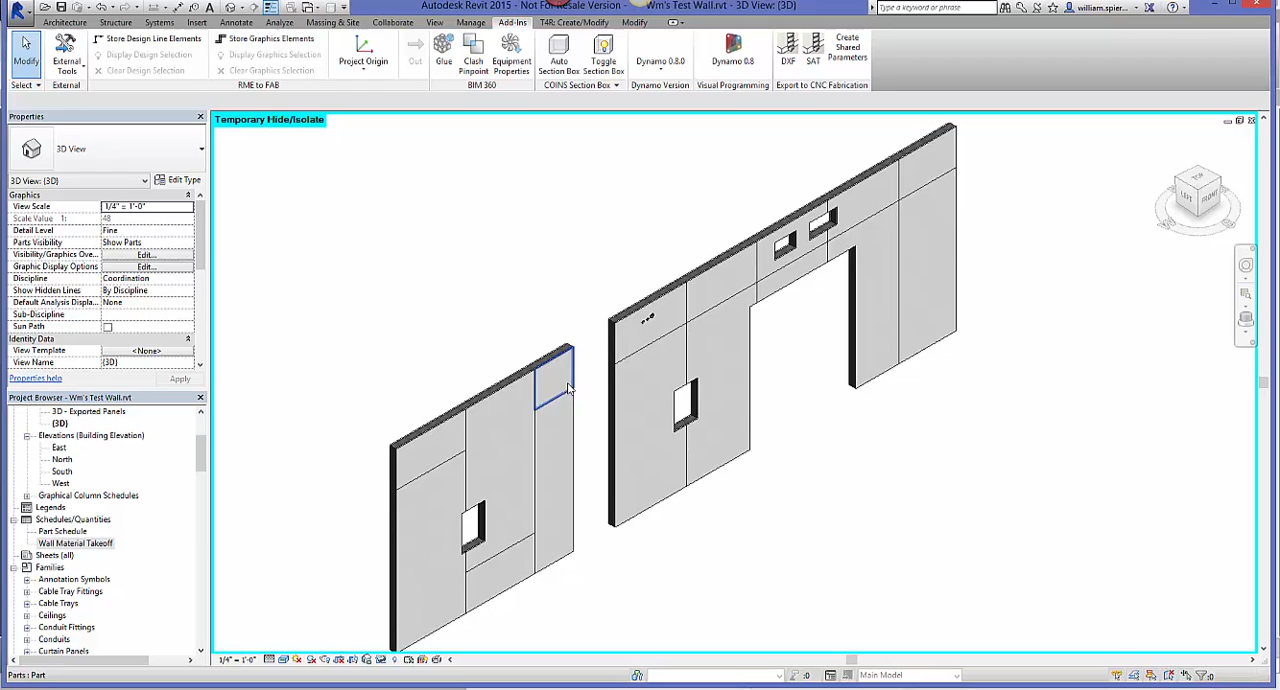 Autodesk Revit 2015 - Not For Resale Version - Wm's Test Wall.rvt - 3D View: {3D}
Type a keyword or phrase
william.spier...
Architecture Structure Systems Insert Annotate Analyze Massing & Site Collaborate View Manage Add-Ins T4R: Create/Modify Modify
Modify
Select
External Tools
External
Store Design Line Elements
Display Design Selection
Clear Design Selection
Store Graphics Elements
Display Graphics Selection
Clear Graphics Selection
RME to FAB
Project Origin
Out
Glue
Clash Pinpoint
Equipment Properties
BIM 360
Auto Section Box
Toggle Section Box
COINS Section Box
Dynamo 0.8.0
Dynamo Version
Dynamo 0.8
Visual Programming
DXF
SAT
Create Shared Parameters
Export to CNC Fabrication
Properties
3D View
3D View: {3D}
Edit Type
Graphics
View Scale 1/4" = 1'-0"
Scale Value 1: 48
Detail Level Fine
Parts Visibility Show Parts
Visibility/Graphics Ove... Edit...
Graphic Display Options Edit...
Discipline Coordination
Show Hidden Lines By Discipline
Default Analysis Displa... None
Sub-Discipline
Sun Path
Identity Data
View Template <None>
View Name {3D}
Properties help
Apply
Project Browser - Wm's Test Wall.rvt
3D - Exported Panels
{3D}
Elevations (Building Elevation)
East
North
South
West
Graphical Column Schedules
Legends
Schedules/Quantities
Part Schedule
Wall Material Takeoff
Sheets (all)
Families
Annotation Symbols
Cable Tray Fittings
Cable Trays
Ceilings
Conduit Fittings
Conduits
Curtain Panels
Temporary Hide/Isolate
TOP
LEFT
FRONT
1/4" = 1'-0"
Parts : Part
:0
Main Model
:0